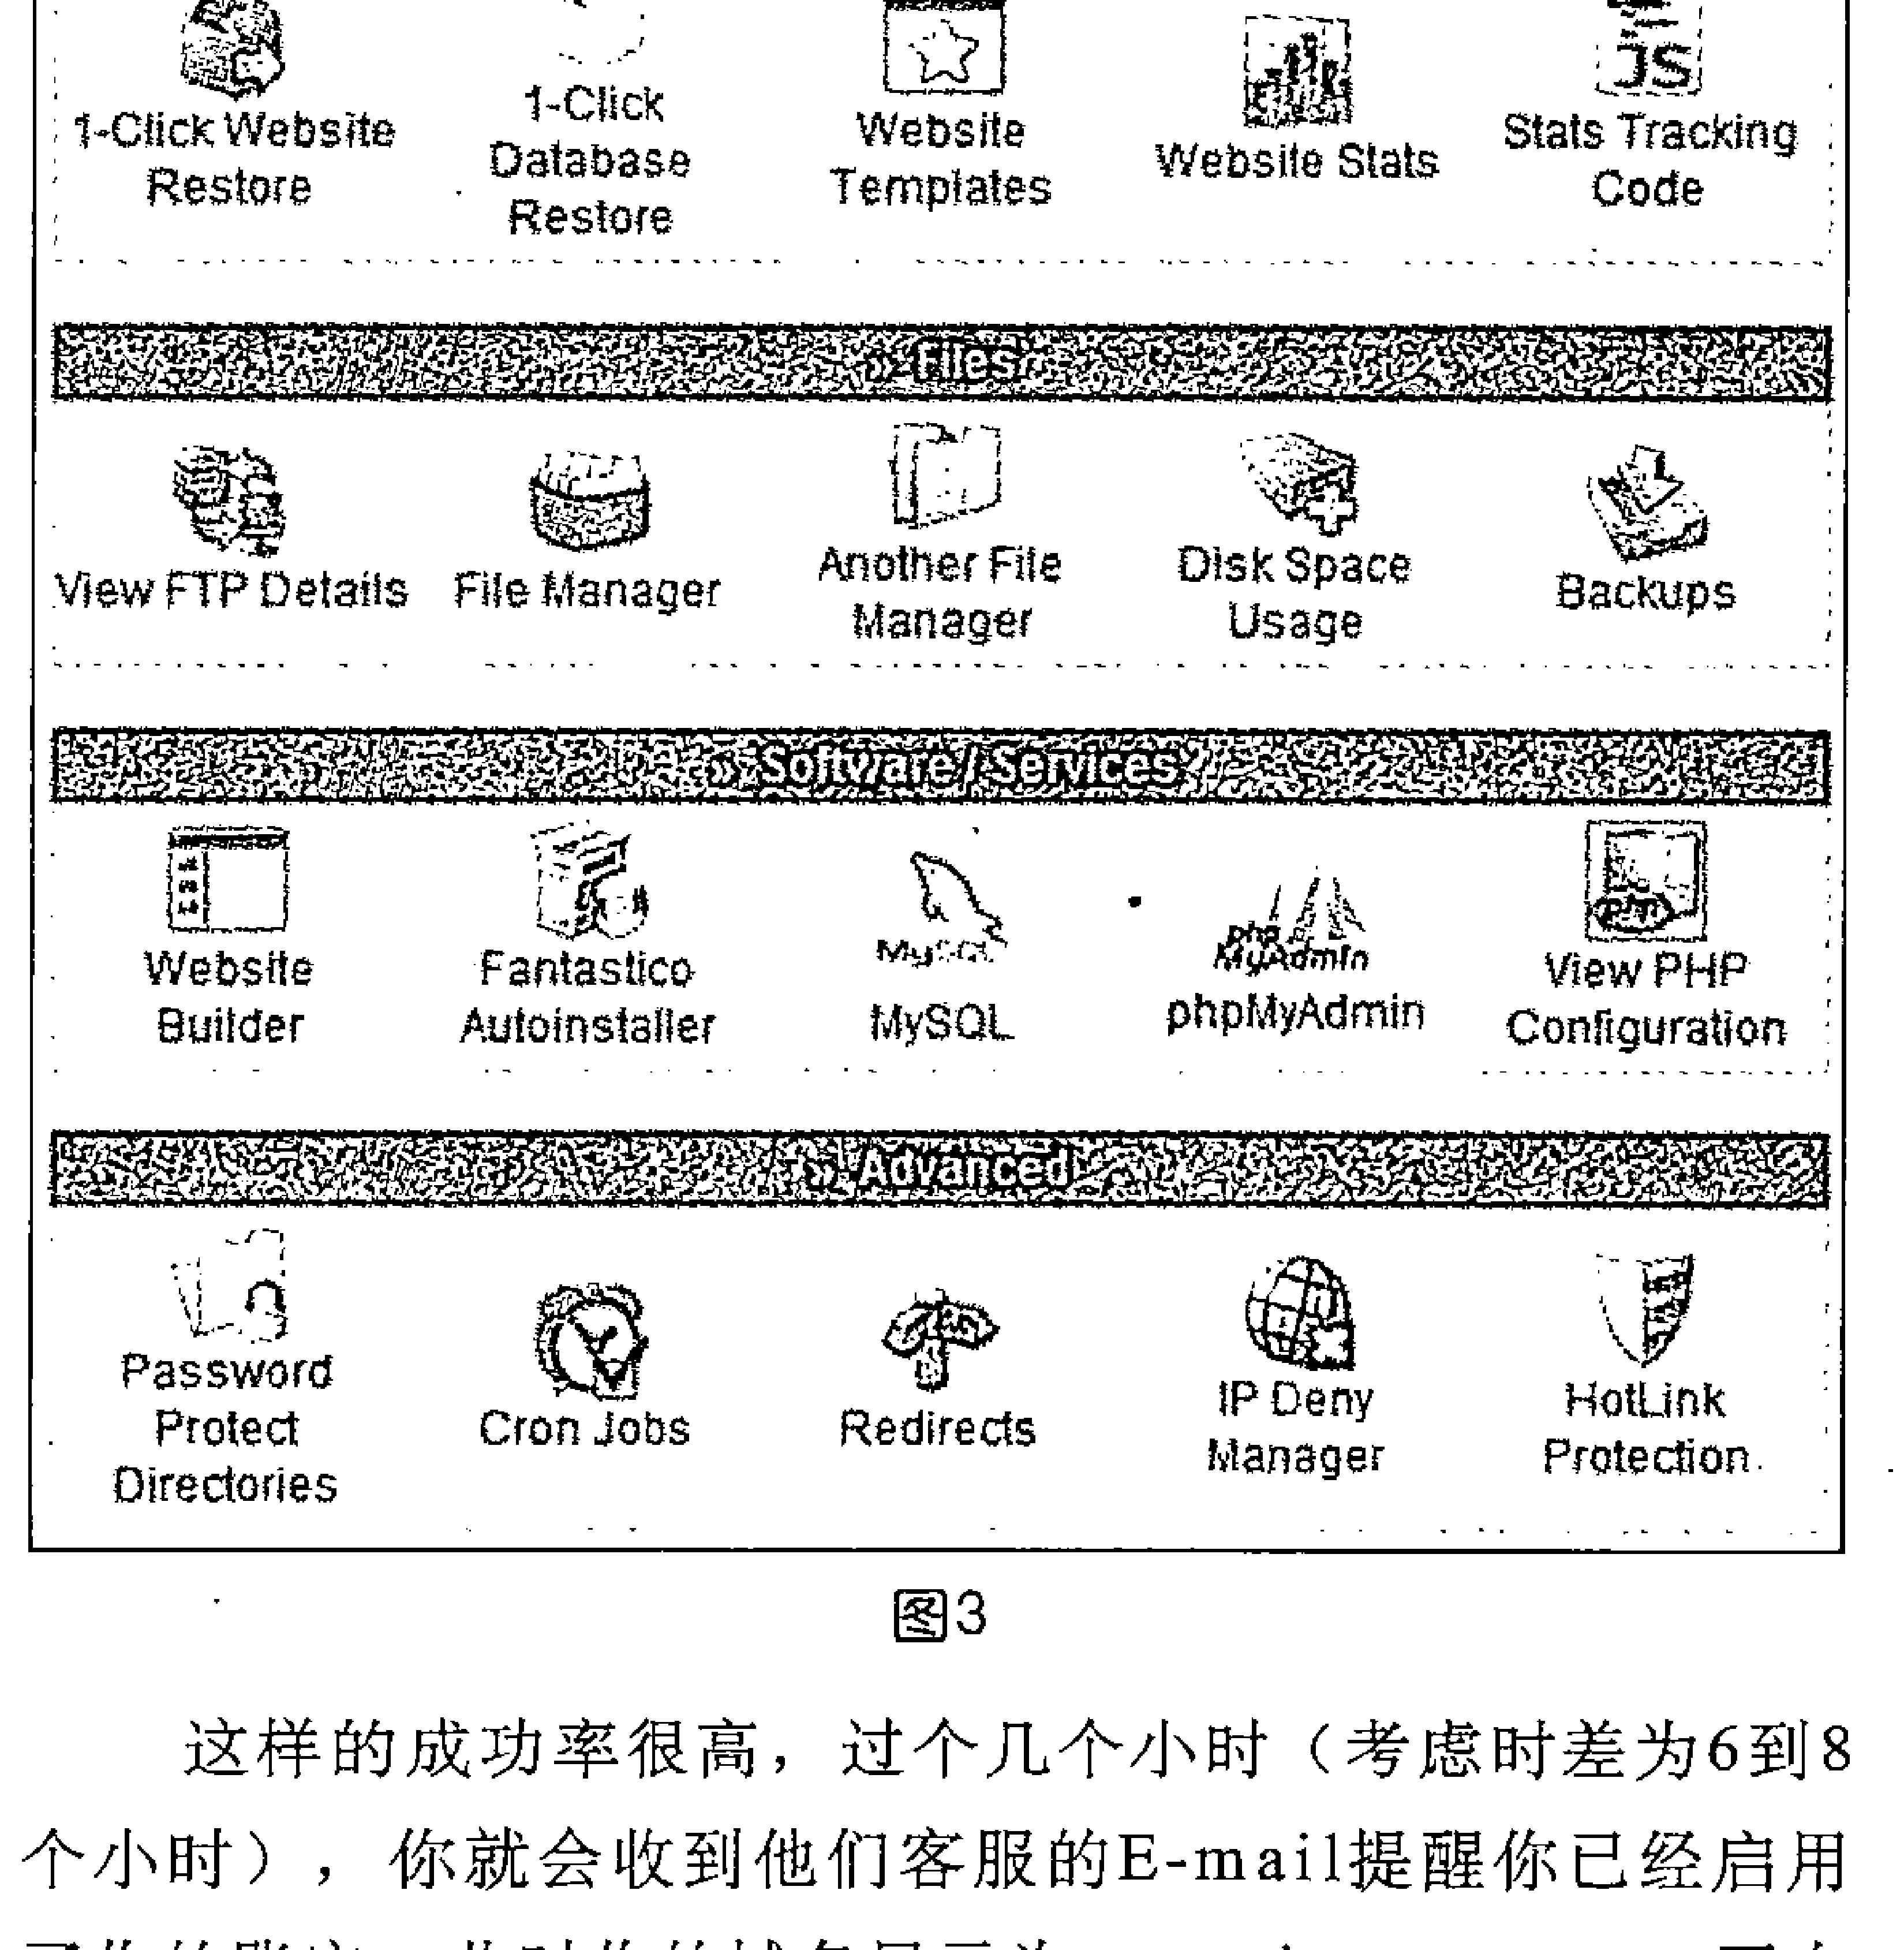 JS
1-Click Website
Restore
1-Click
Database
Restore
Website
Templates
Website Stats
Stats Tracking
Code
» Files
View FTP Details
File Manager
Another File
Manager
Disk Space
Usage
Backups
» Software / Services
Website
Builder
Fantastico
Autoinstaller
MySQL
MySQL
php
MyAdmin
phpMyAdmin
View PHP
Configuration
» Advanced
Password
Protect
Directories
Cron Jobs
Redirects
IP Deny
Manager
HotLink
Protection
图3
这样的成功率很高，过个几个小时（考虑时差为6到8
个小时），你就会收到他们客服的E-mail提醒你已经启用